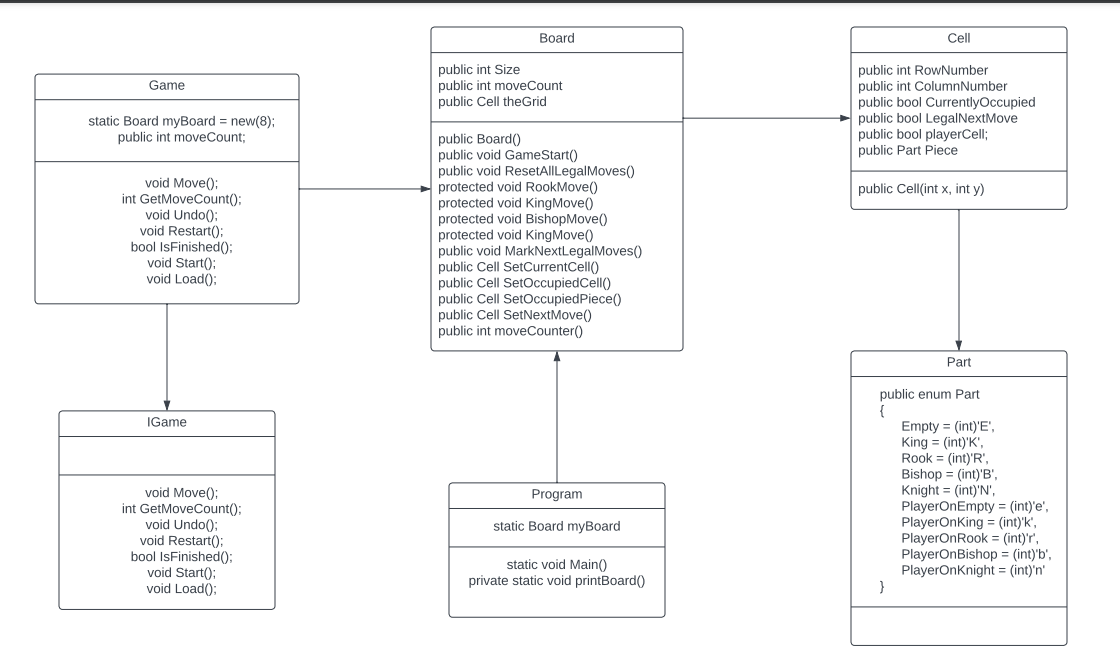 Game
static Board myBoard = new(8);
public int moveCount;
void Move();
int GetMoveCount();
void Undo();
void Restart();
bool IsFinished();
void Start();
void Load();
IGame
void Move();
int GetMoveCount();
void Undo();
void Restart();
bool IsFinished();
void Start();
void Load();
Board
public int Size
public int moveCount
public Cell theGrid
public Board()
public void GameStart()
public void ResetAllLegalMoves()
protected void RookMove()
protected void KingMove()
protected void BishopMove()
protected void KingMove()
public void MarkNextLegalMoves()
public Cell SetCurrentCell()
public Cell SetOccupiedCell()
public Cell SetOccupiedPiece()
public Cell SetNextMove()
public int moveCounter()
Program
static Board myBoard
static void Main()
private static void printBoard()
Cell
public int RowNumber
public int ColumnNumber
public bool CurrentlyOccupied
public bool LegalNextMove
public bool playerCell;
public Part Piece
public Cell(int x, int y)
Part
public enum Part
{
Empty = (int)'E',
King = (int)'K',
Rook = (int)'R',
Bishop = (int)'B',
Knight = (int)'N',
PlayerOnEmpty = (int)'e',
PlayerOnKing = (int)'k',
PlayerOnRook = (int)'r',
PlayerOnBishop = (int)'b',
PlayerOnKnight = (int)'n'
}